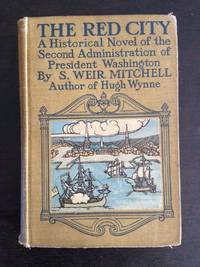 THE RED CITY
A Historical Novel of the
Second Administration of
President Washington
By S. WEIR MITCHELL
Author of Hugh Wynne